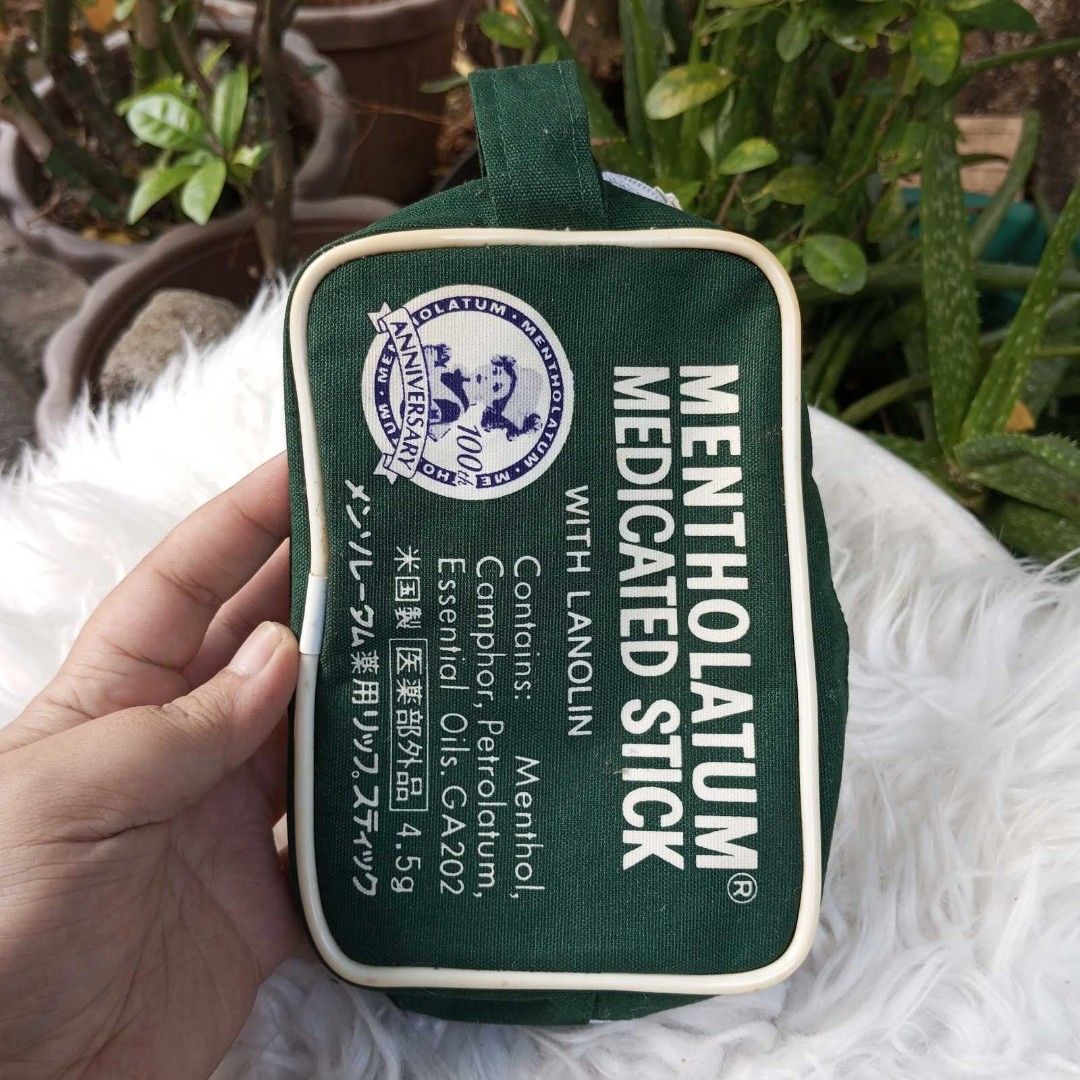 MENTHOLATUM®
MEDICATED STICK
WITH LANOLIN
Contains: Menthol,
Camphor, Petrolatum,
Essential Oils. GA202
米国製 医薬部外品 4.5g
メンソレータム薬用リップスティック
MENTHOLATUM • MENTHOLATUM •
ANNIVERSARY
100th